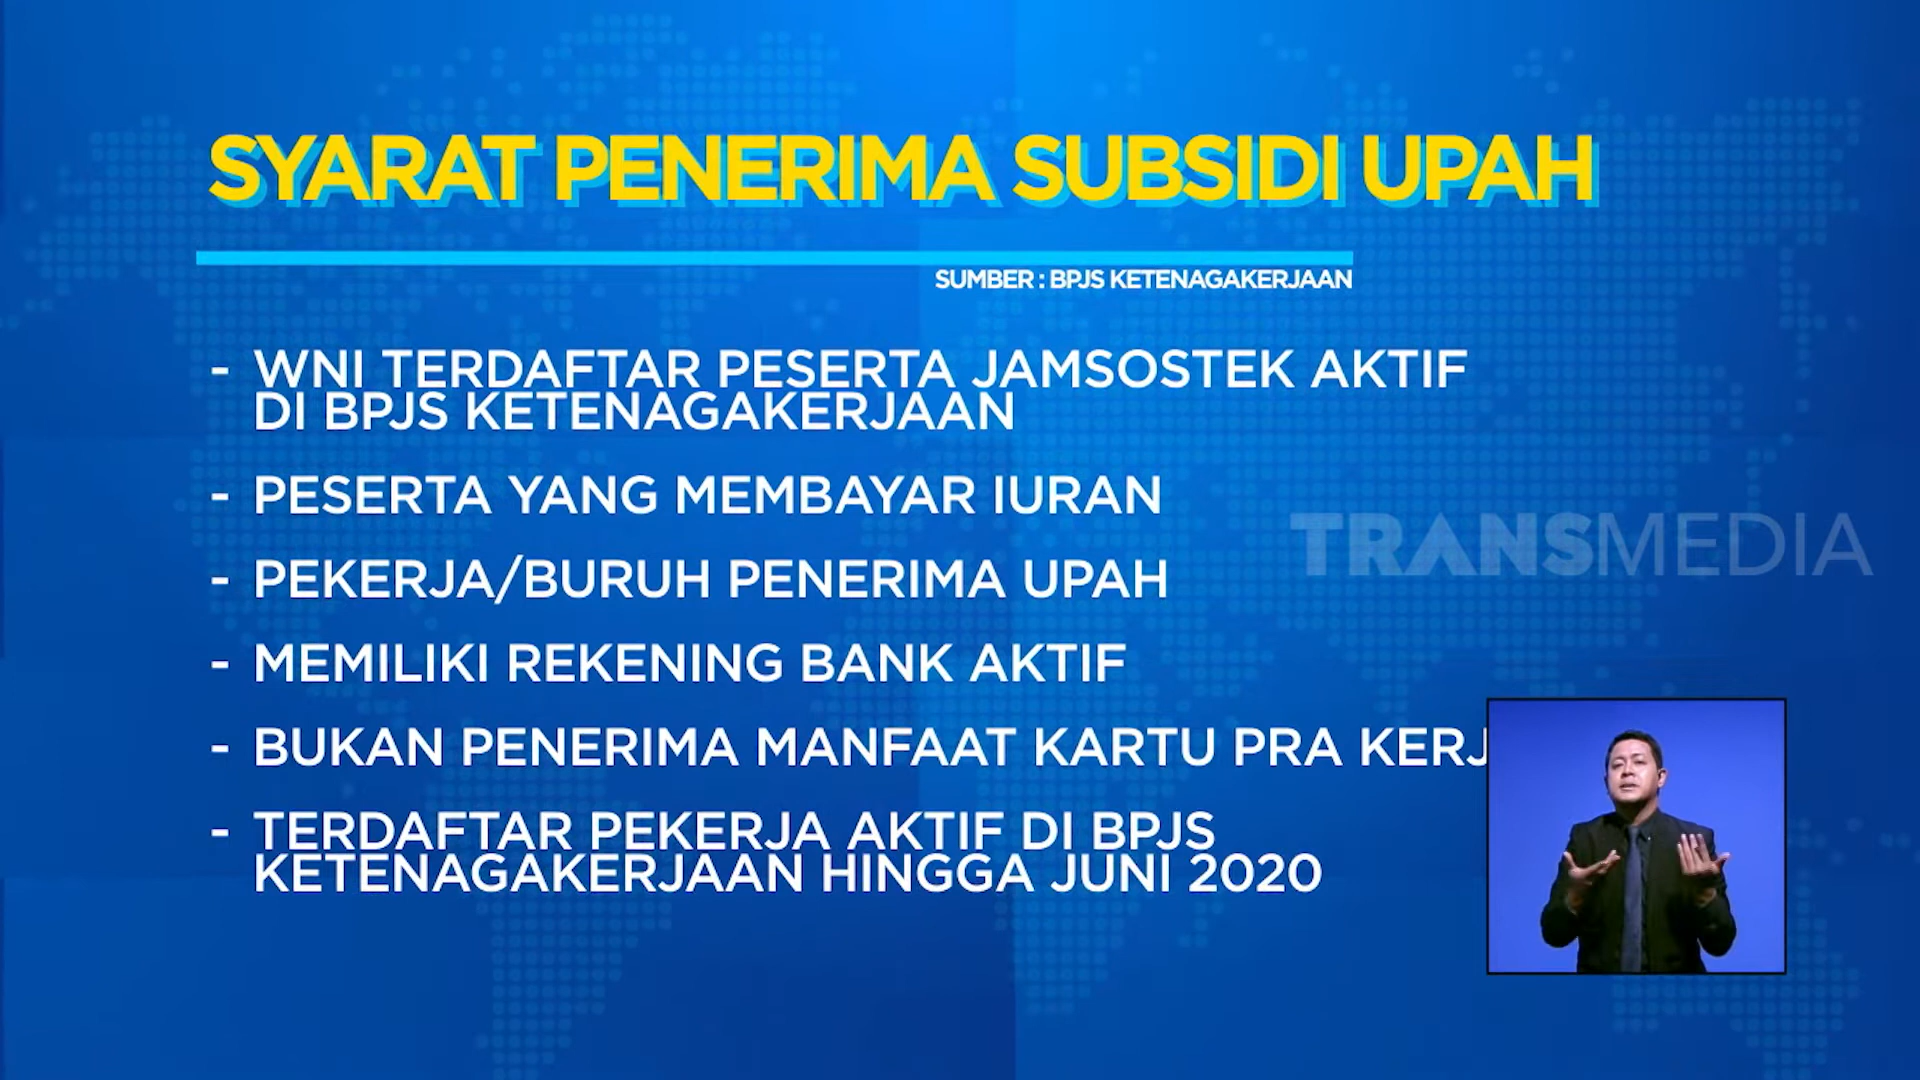 SYARAT PENERIMA SUBSIDI UPAH
SUMBER : BPJS KETENAGAKERJAAN
- WNI TERDAFTAR PESERTA JAMSOSTEK AKTIF
DI BPJS KETENAGAKERJAAN
- PESERTA YANG MEMBAYAR IURAN
TRANSMEDIA
- PEKERJA/BURUH PENERIMA UPAH
- MEMILIKI REKENING BANK AKTIF
- BUKAN PENERIMA MANFAAT KARTU PRA KERJ
- TERDAFTAR PEKERJA AKTIF DI BPJS
KETENAGAKERJAAN HINGGA JUNI 2020